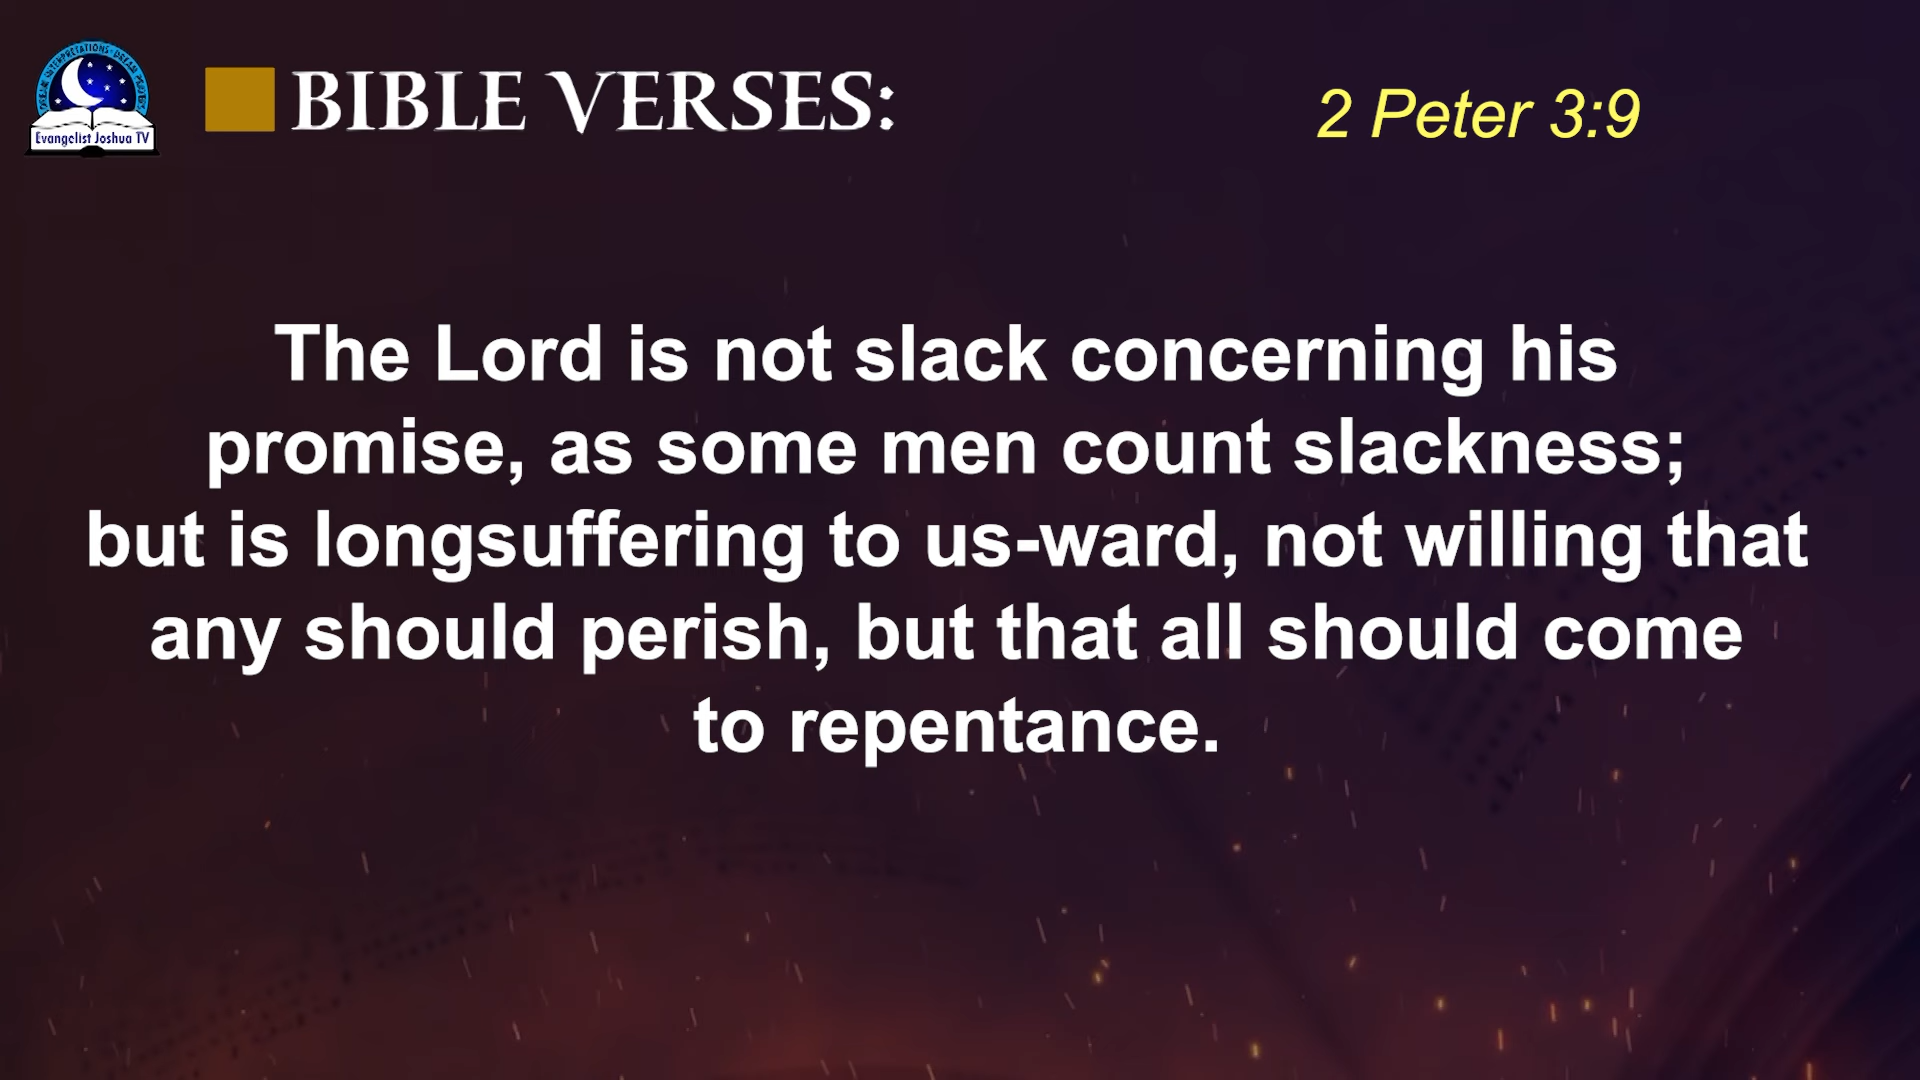 BIBLE VERSES:
2 Peter 3:9
Evangelist Joshua TV
The Lord is not slack concerning his
promise, as some men count slackness;
but is longsuffering to us-ward, not willing that
any should perish, but that all should come
to repentance.